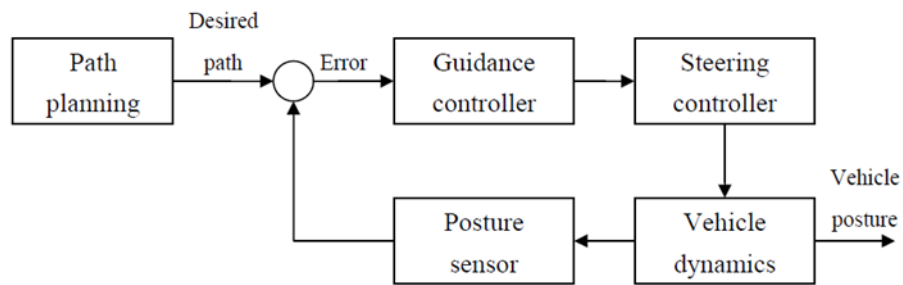 Desired
path
Path
planning
Error
Guidance
controller
Steering
controller
Posture
sensor
Vehicle
dynamics
Vehicle
posture